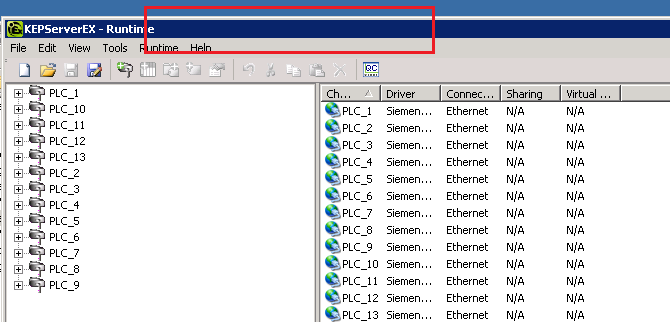 KEPServerEX - Runtime
File Edit View Tools Runtime Help
QC
PLC_1
PLC_10
PLC_11
PLC_12
PLC_13
PLC_2
PLC_3
PLC_4
PLC_5
PLC_6
PLC_7
PLC_8
PLC_9
Ch... Driver Connec... Sharing Virtual ...
PLC_1 Siemen... Ethernet N/A N/A
PLC_2 Siemen... Ethernet N/A N/A
PLC_3 Siemen... Ethernet N/A N/A
PLC_4 Siemen... Ethernet N/A N/A
PLC_5 Siemen... Ethernet N/A N/A
PLC_6 Siemen... Ethernet N/A N/A
PLC_7 Siemen... Ethernet N/A N/A
PLC_8 Siemen... Ethernet N/A N/A
PLC_9 Siemen... Ethernet N/A N/A
PLC_10 Siemen... Ethernet N/A N/A
PLC_11 Siemen... Ethernet N/A N/A
PLC_12 Siemen... Ethernet N/A N/A
PLC_13 Siemen... Ethernet N/A N/A